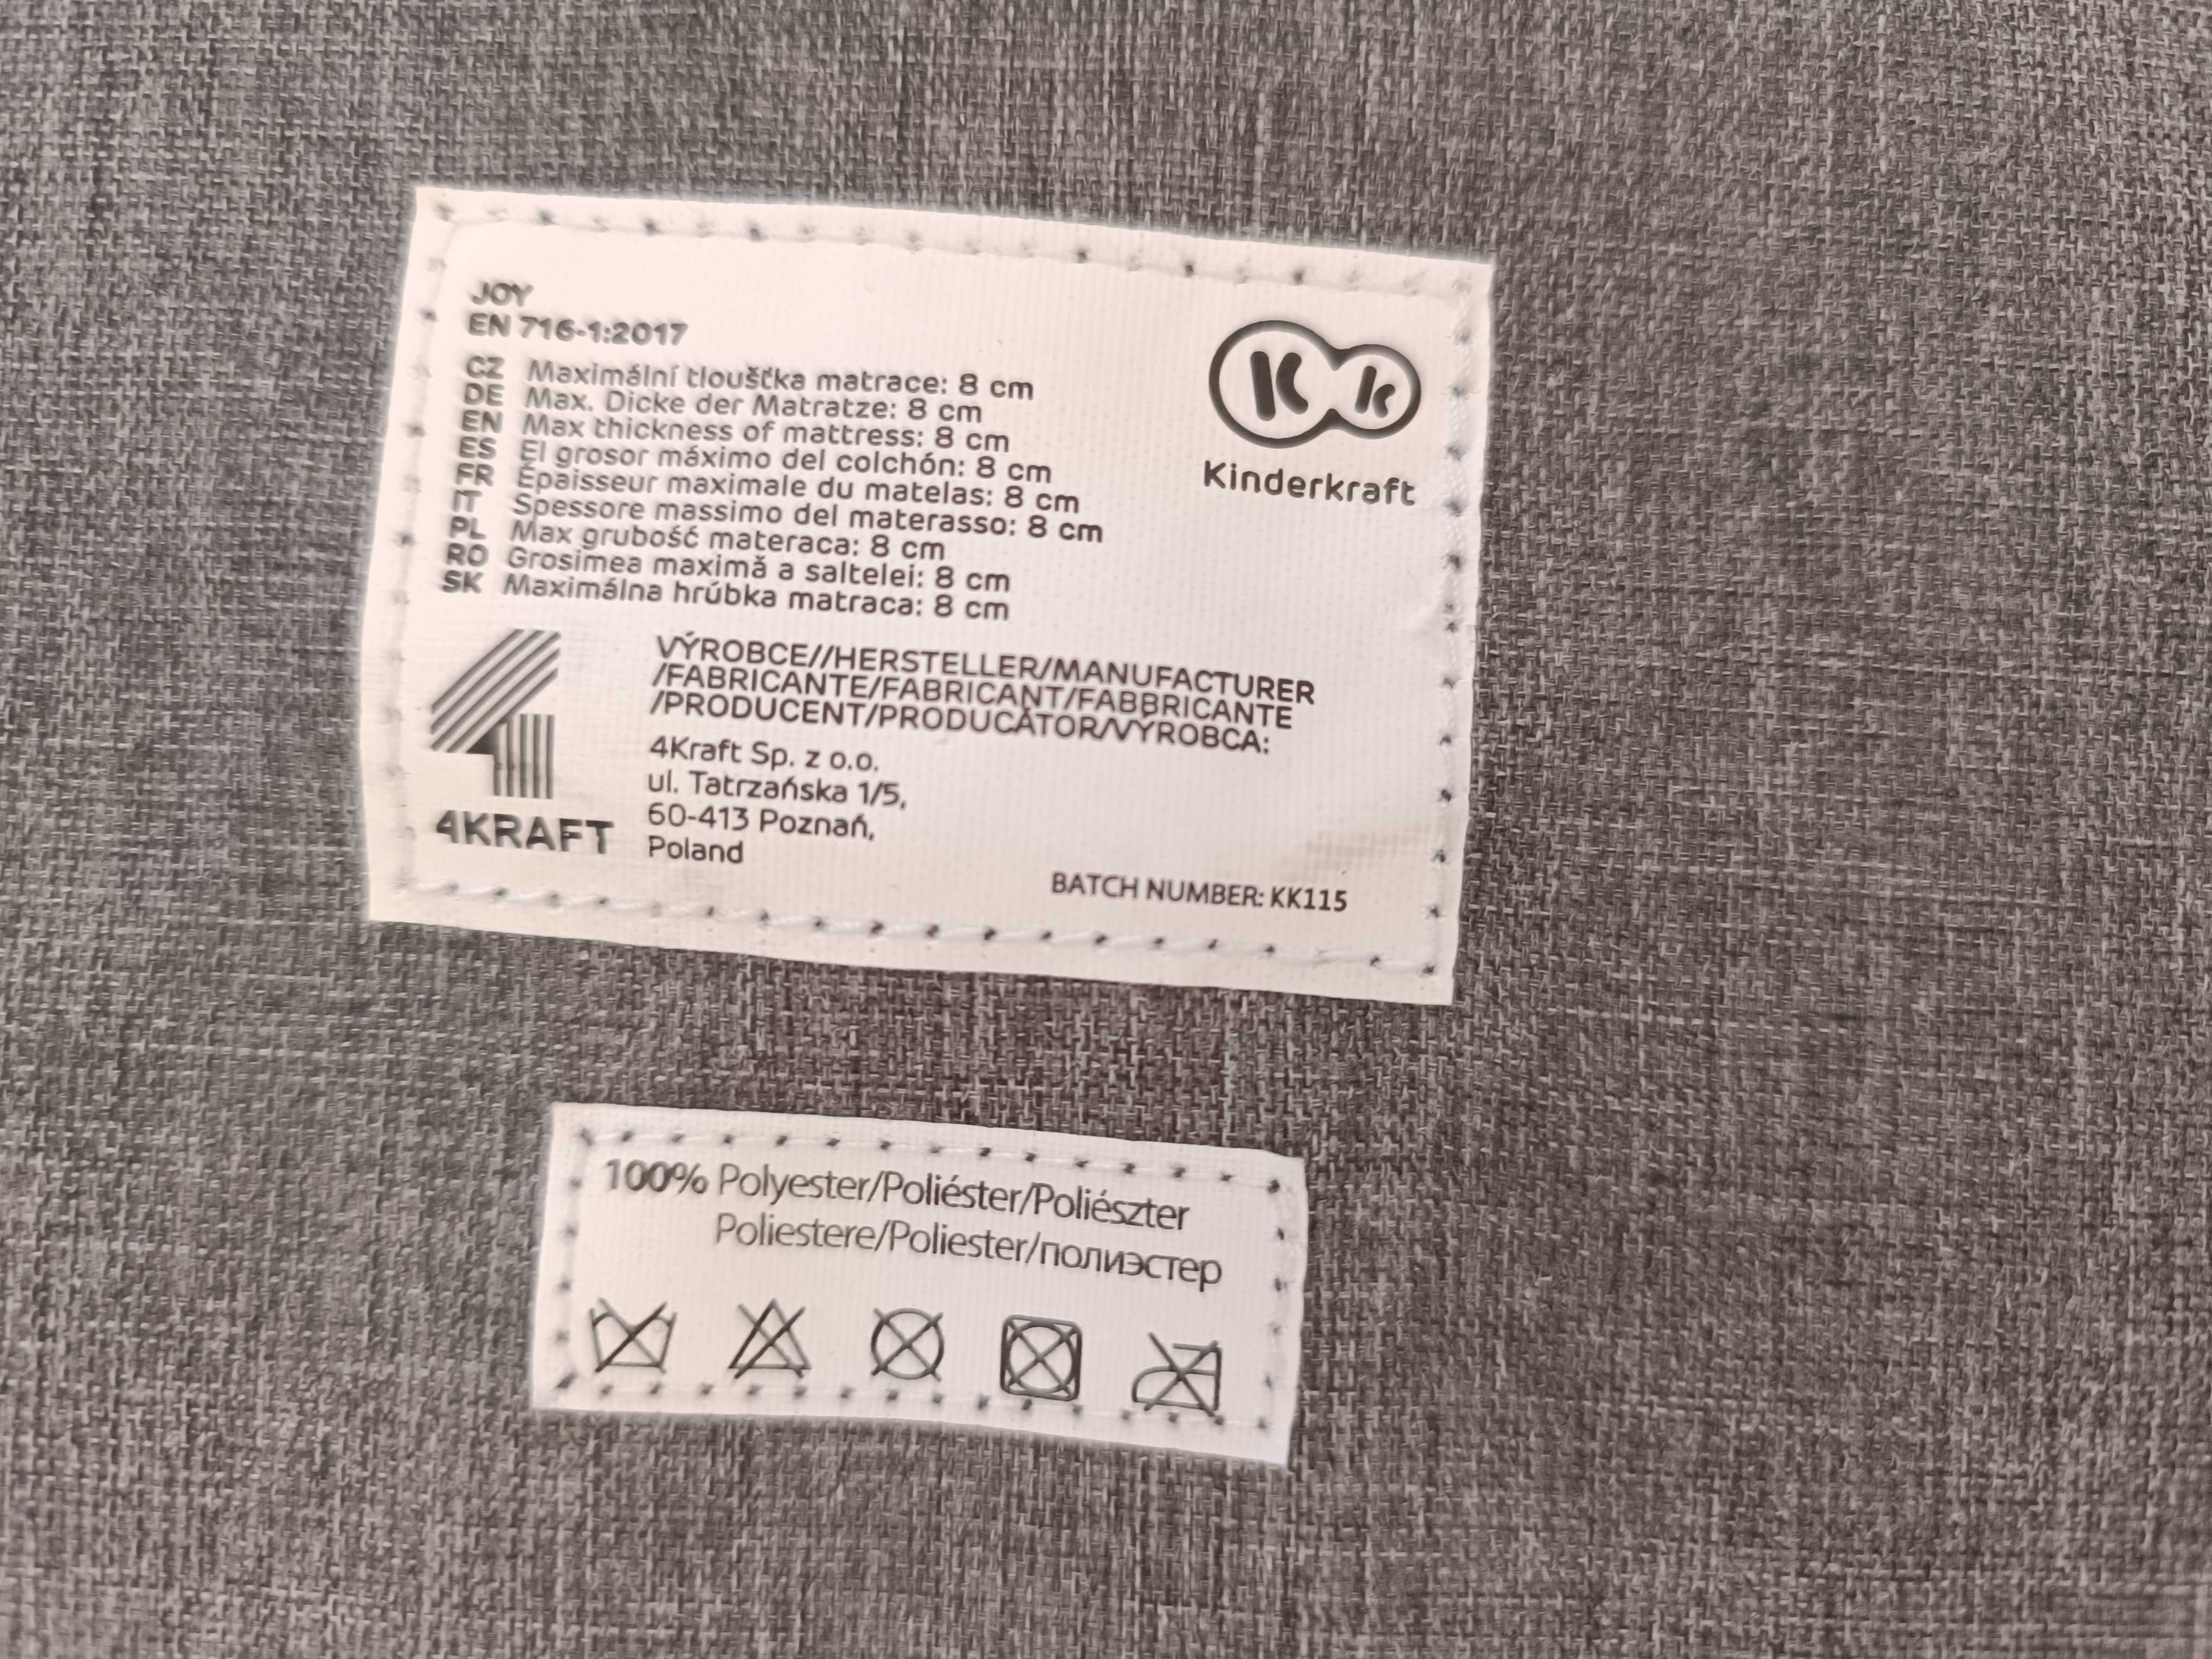 JOY
EN 716-1:2017
CZ Maximální tloušťka matrace: 8 cm
DE Max. Dicke der Matratze: 8 cm
EN Max thickness of mattress: 8 cm
ES El grosor máximo del colchón: 8 cm
FR Épaisseur maximale du matelas: 8 cm
IT Spessore massimo del materasso: 8 cm
PL Max grubość materaca: 8 cm
RO Grosimea maximă a saltelei: 8 cm
SK Maximálna hrúbka matraca: 8 cm
Kk
Kinderkraft
4
4KRAFT
VÝROBCE//HERSTELLER/MANUFACTURER
/FABRICANTE/FABRICANT/FABBRICANTE
/PRODUCENT/PRODUCĂTOR/VÝROBCA:
4Kraft Sp. z o.o.
ul. Tatrzańska 1/5,
60-413 Poznań,
Poland
BATCH NUMBER: KK115
100% Polyester/Poliéster/Poliészter
Poliestere/Poliester/полиэстер